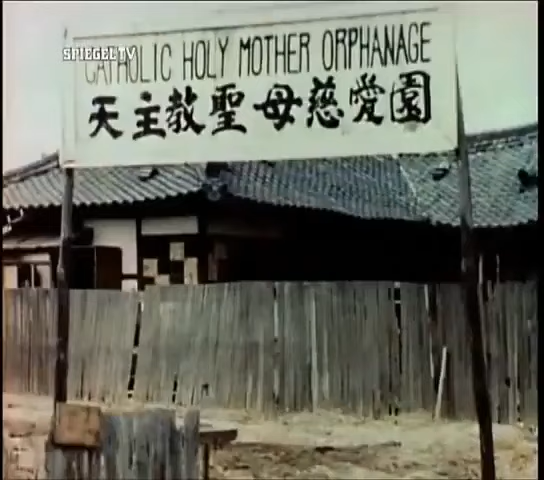 SPIEGEL TV
CATHOLIC HOLY MOTHER ORPHANAGE
天主教聖母慈愛園